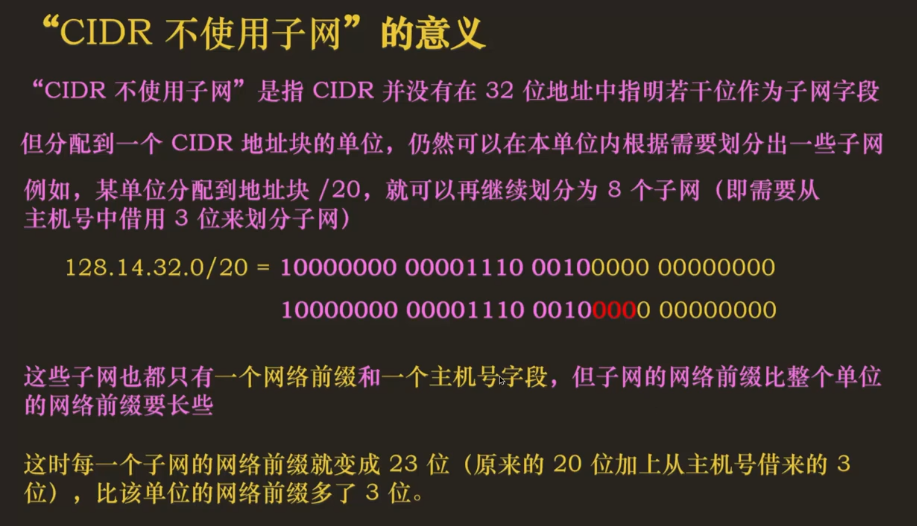 “CIDR 不使用子网”的意义
“CIDR 不使用子网”是指 CIDR 并没有在 32 位地址中指明若干位作为子网字段
但分配到一个 CIDR 地址块的单位，仍然可以在本单位内根据需要划分出一些子网
例如，某单位分配到地址块 /20，就可以再继续划分为 8 个子网（即需要从
主机号中借用 3 位来划分子网）
128.14.32.0/20 = 10000000 00001110 00100000 00000000
10000000 00001110 00100000 00000000
这些子网也都只有一个网络前缀和一个主机号字段，但子网的网络前缀比整个单位
的网络前缀要长些
这时每一个子网的网络前缀就变成 23 位（原来的 20 位加上从主机号借来的 3
位），比该单位的网络前缀多了 3 位。